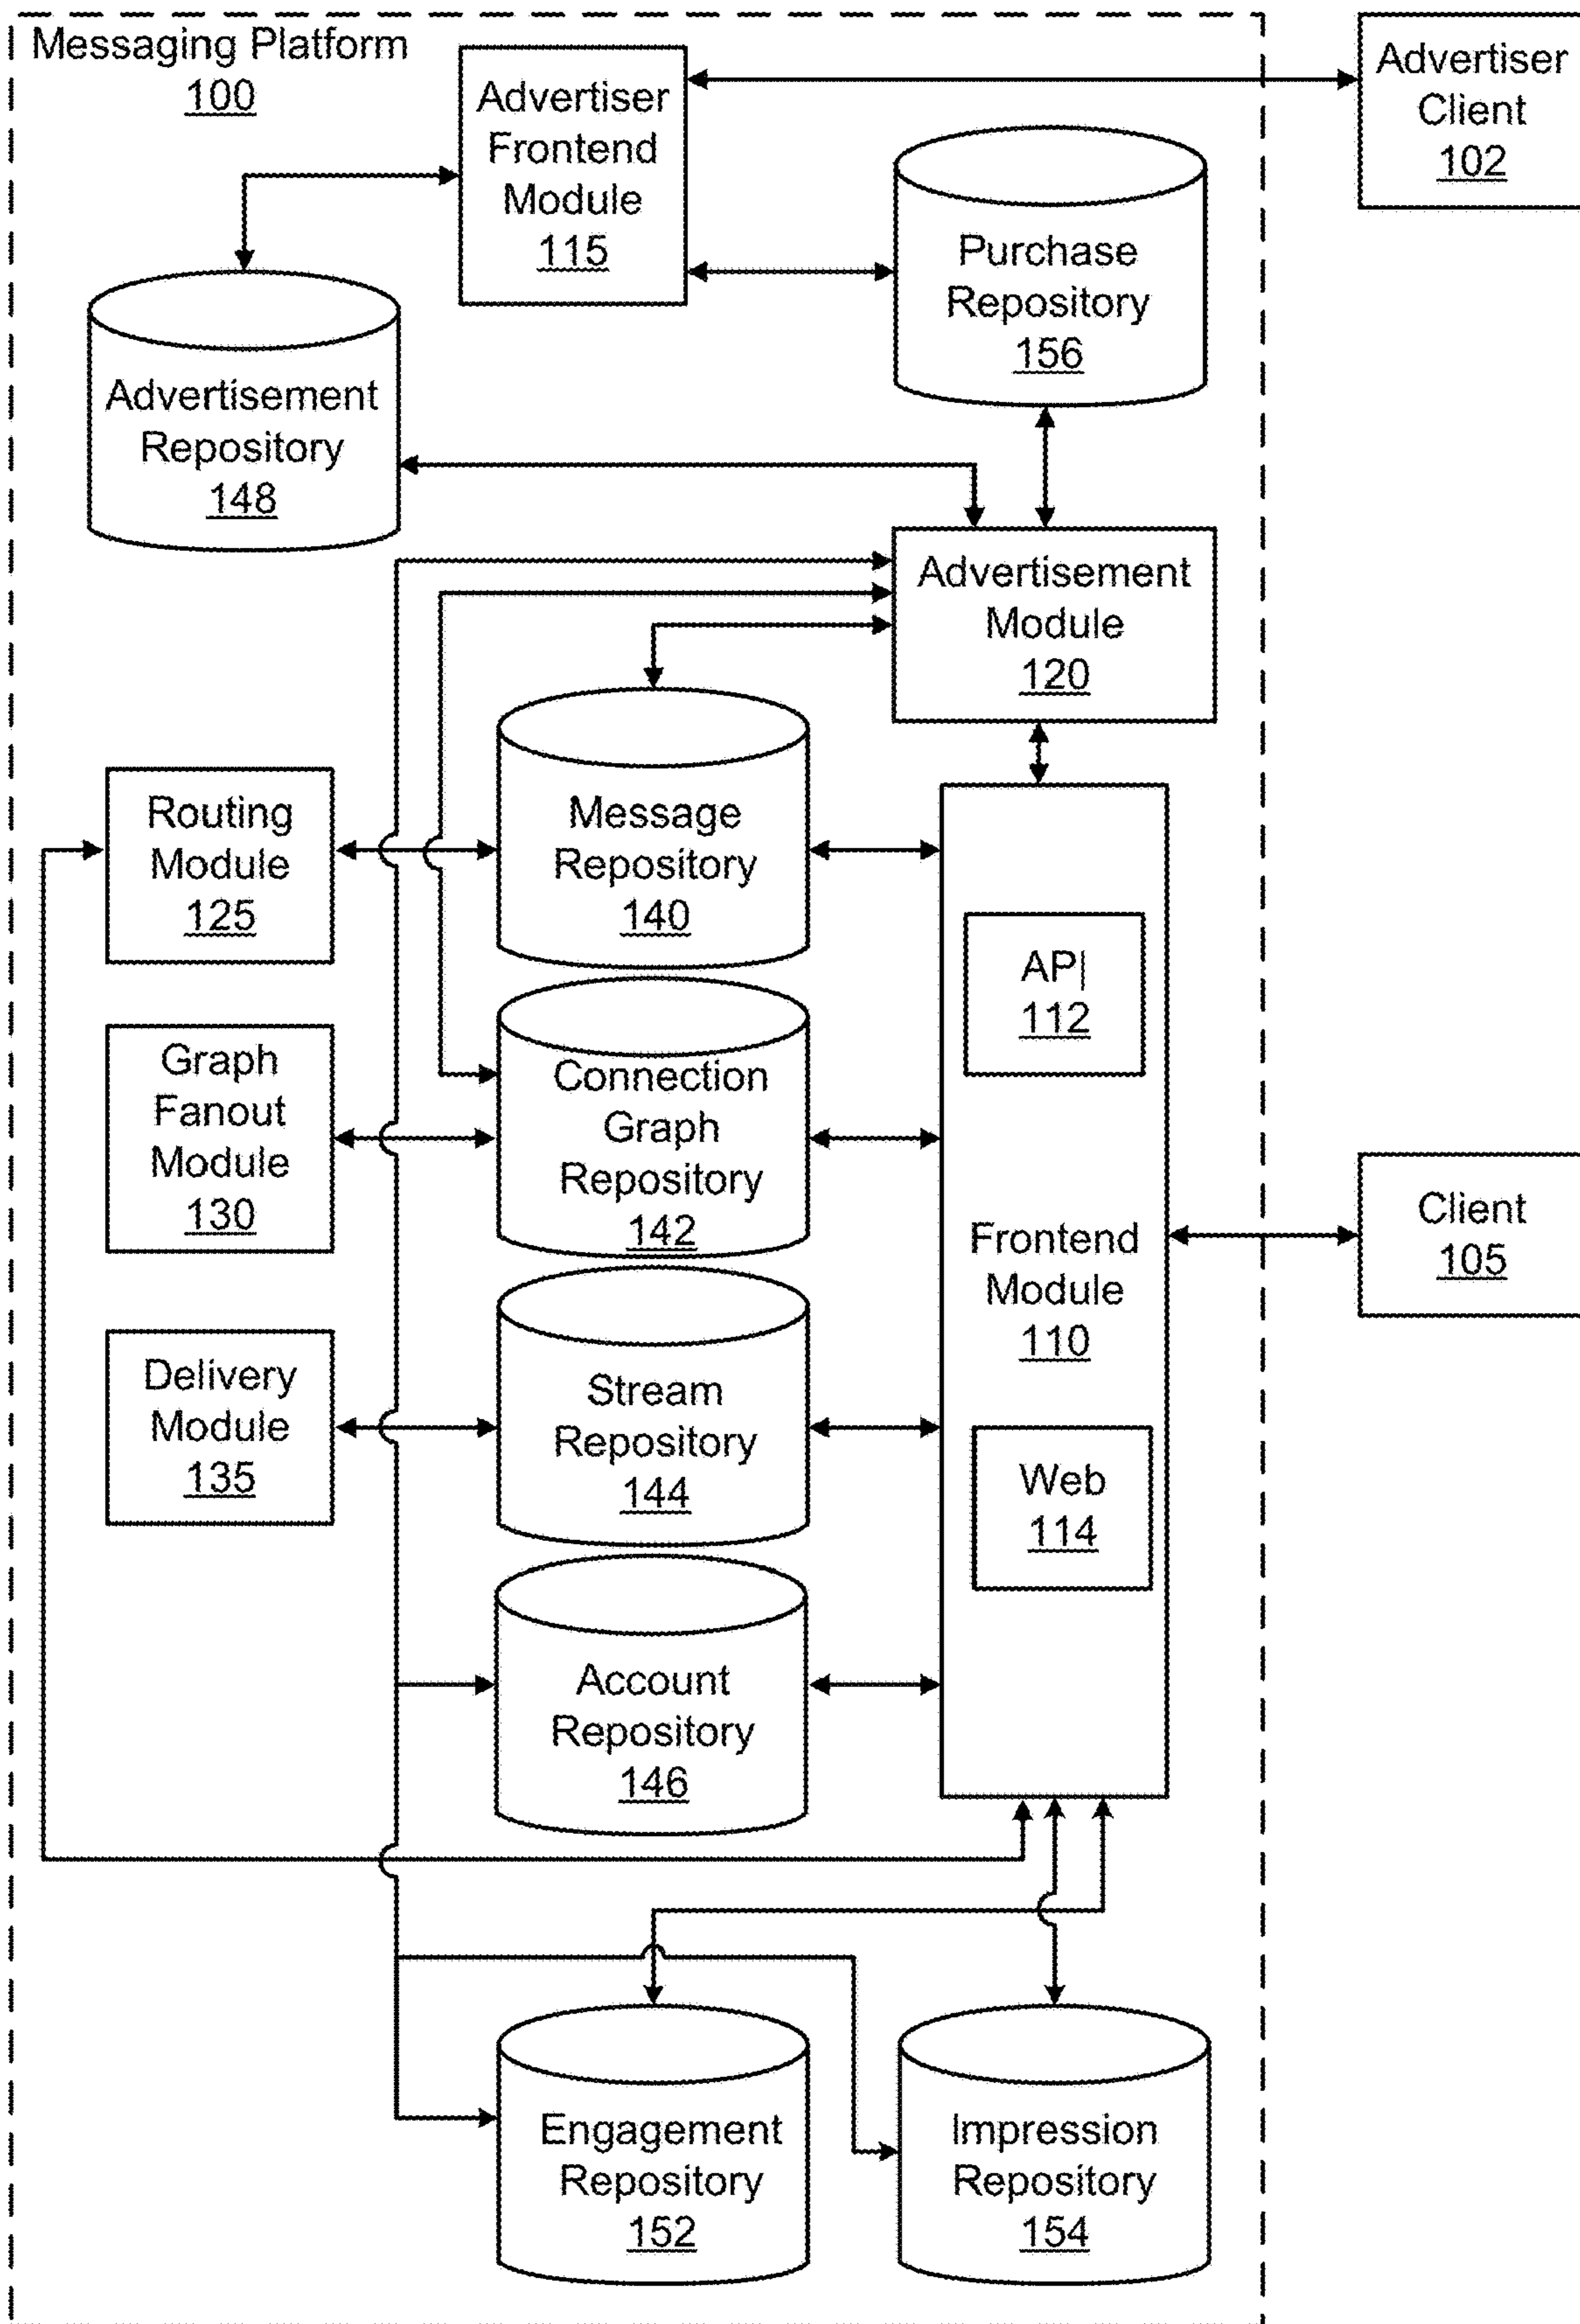 Messaging Platform
100
Advertiser
Frontend
Module
115
Advertiser
Client
102
Purchase
Repository
156
Advertisement
Repository
148
Advertisement
Module
120
Routing
Module
125
Message
Repository
140
API
112
Graph
Fanout
Module
130
Connection
Graph
Repository
142
Frontend
Module
110
Client
105
Delivery
Module
135
Stream
Repository
144
Web
114
Account
Repository
146
Engagement
Repository
152
Impression
Repository
154